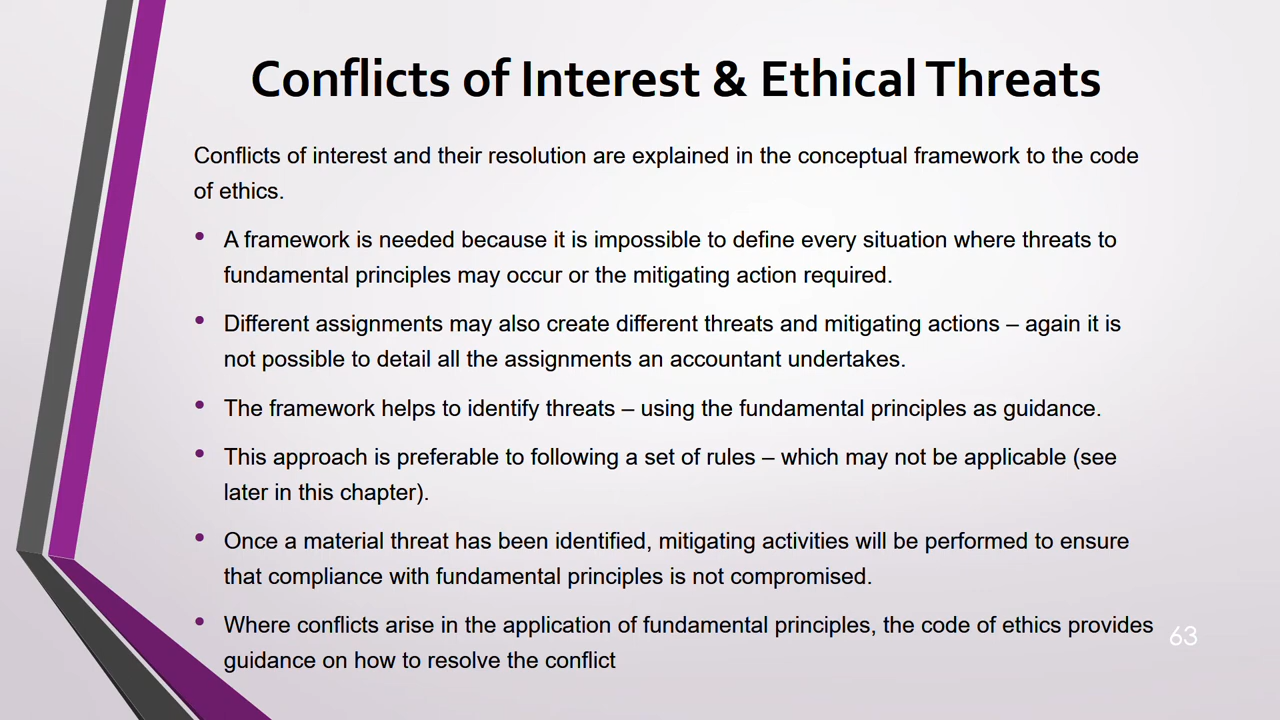 Conflicts of Interest & Ethical Threats
Conflicts of interest and their resolution are explained in the conceptual framework to the code
of ethics.
• A framework is needed because it is impossible to define every situation where threats to
fundamental principles may occur or the mitigating action required.
• Different assignments may also create different threats and mitigating actions – again it is
not possible to detail all the assignments an accountant undertakes.
• The framework helps to identify threats – using the fundamental principles as guidance.
• This approach is preferable to following a set of rules – which may not be applicable (see
later in this chapter).
• Once a material threat has been identified, mitigating activities will be performed to ensure
that compliance with fundamental principles is not compromised.
• Where conflicts arise in the application of fundamental principles, the code of ethics provides
guidance on how to resolve the conflict
63